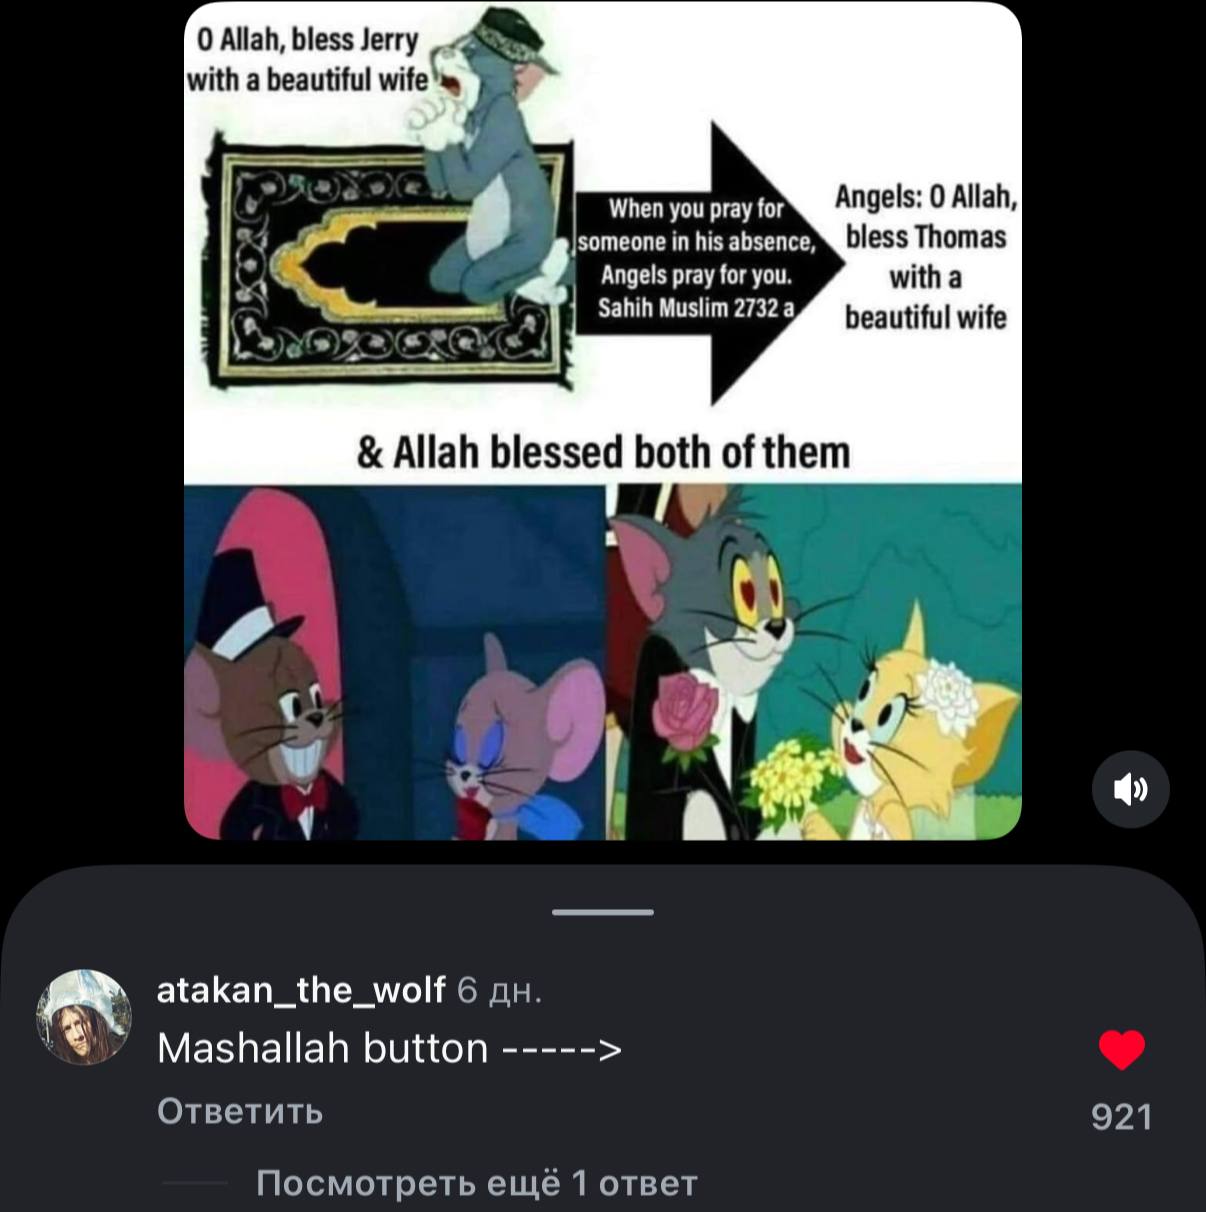 O Allah, bless Jerry
with a beautiful wife
When you pray for
someone in his absence,
Angels pray for you.
Sahih Muslim 2732 a
Angels: O Allah,
bless Thomas
with a
beautiful wife
& Allah blessed both of them
atakan_the_wolf 6 дн.
Mashallah button ----->
Ответить
921
Посмотреть ещё 1 ответ